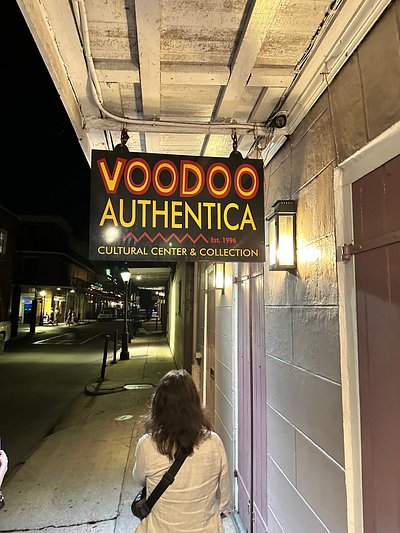 VOODOO
AUTHENTICA
Est. 1996
CULTURAL CENTER & COLLECTION